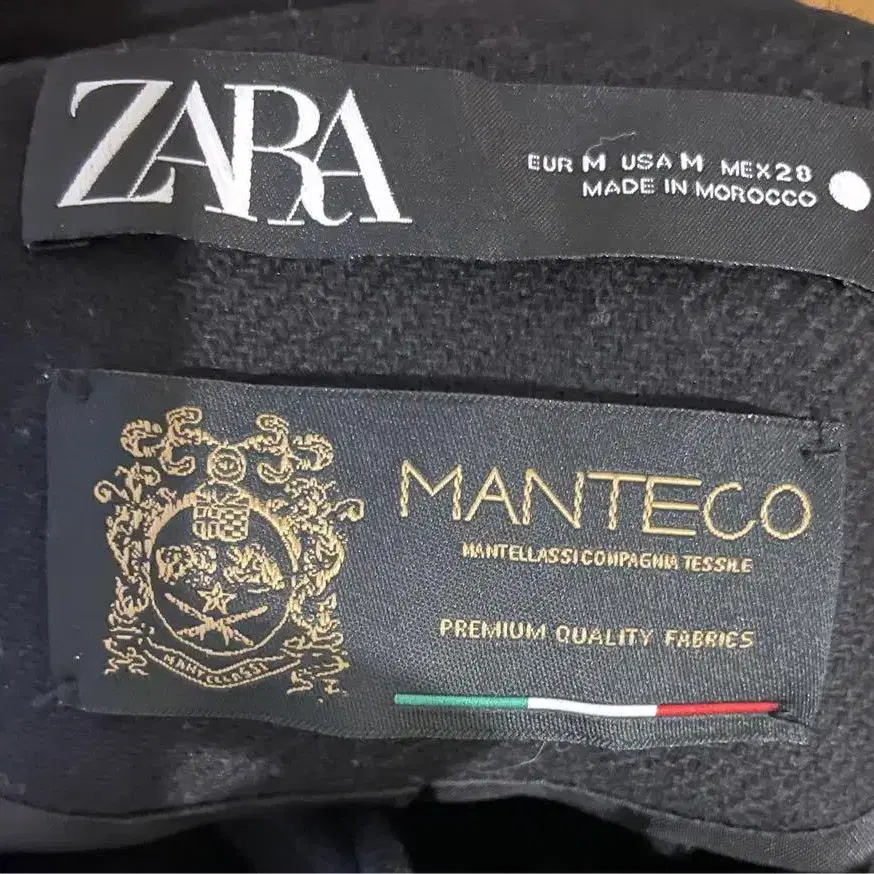 ZARA
EUR M USA M MEX 28
MADE IN MOROCCO
MANTECO
MANTELLASSI COMPAGNIA TESSILE
PREMIUM QUALITY FABRICS
MANTELLASSI